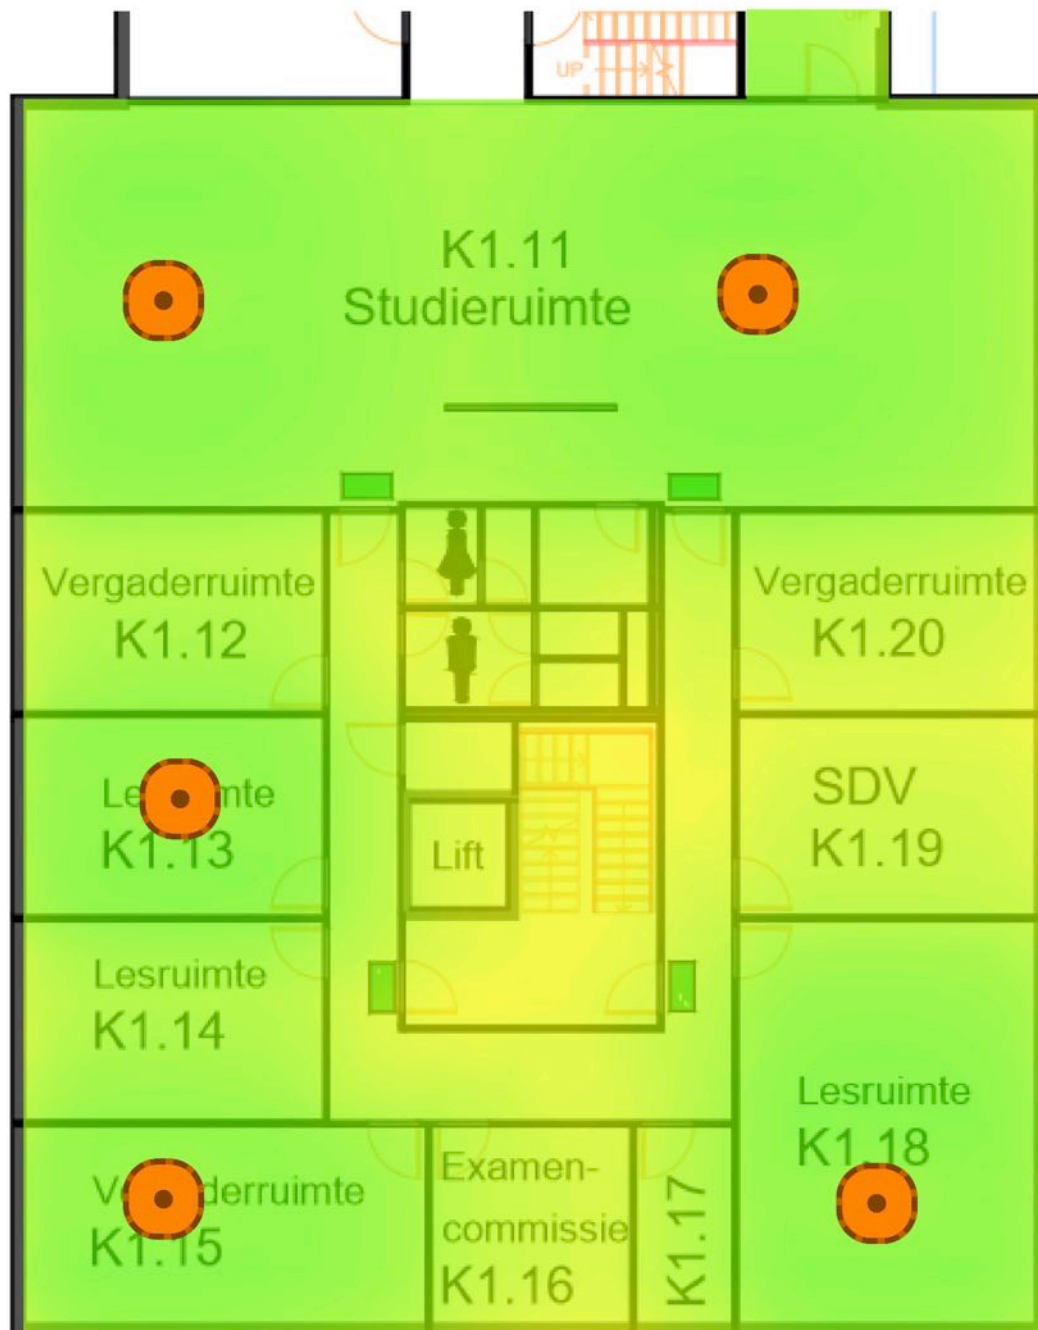 UP
UP
K1.11
Studieruimte
Vergaderruimte
K1.12
Vergaderruimte
K1.20
K1.13
SDV
K1.19
Lift
Lesruimte
K1.14
Lesruimte
K1.18
K1.15
Examen-
commissie
K1.16
K1.17